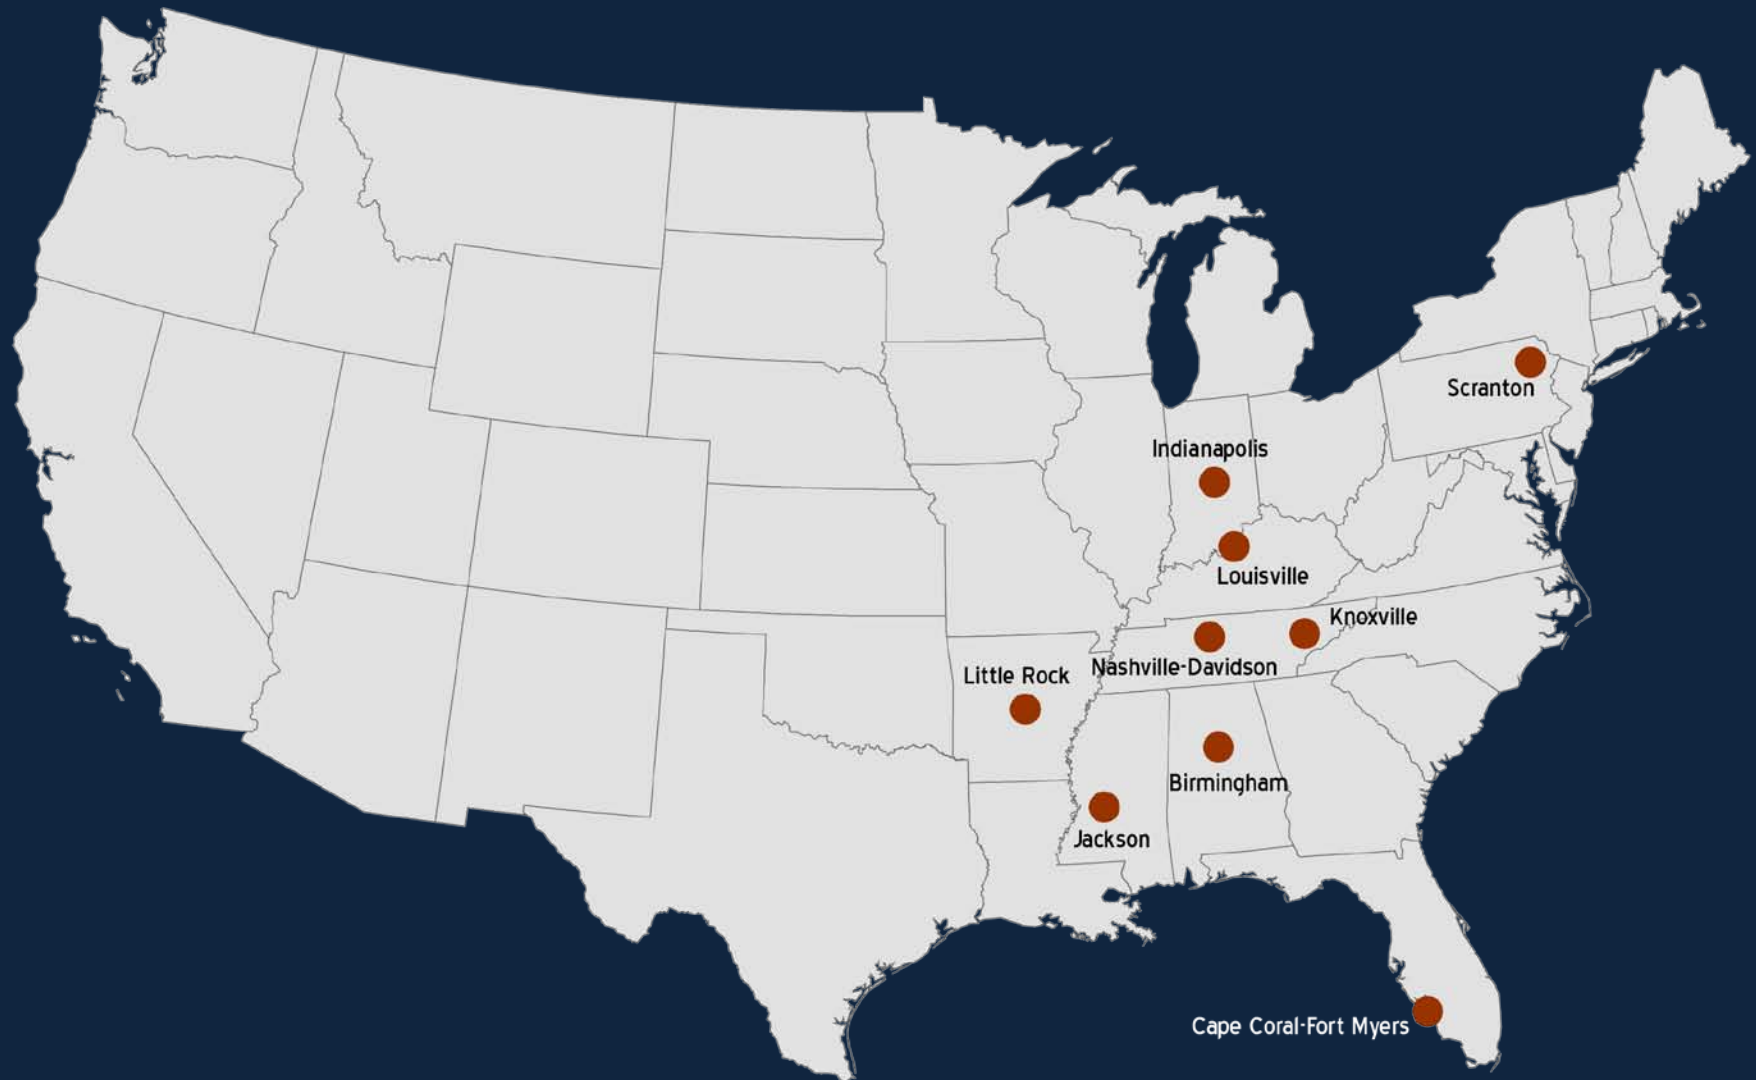 Scranton
Indianapolis
Louisville
Knoxville
Nashville-Davidson
Little Rock
Birmingham
Jackson
Cape Coral-Fort Myers